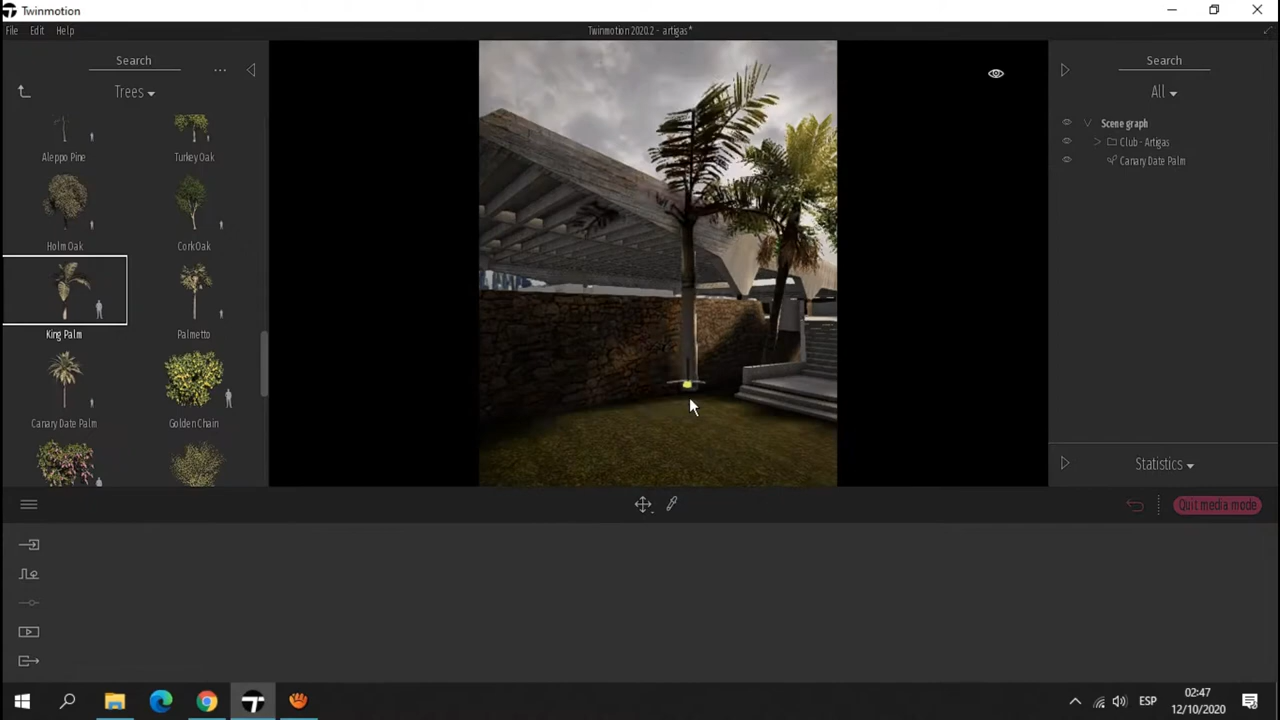 Twinmotion
File Edit Help
Twinmotion 2020.2 - artigas*
Search
...
Trees
Aleppo Pine
Turkey Oak
Holm Oak
Cork Oak
King Palm
Palmetto
Canary Date Palm
Golden Chain
Search
All
Scene graph
Club - Artigas
Canary Date Palm
Statistics
Quit media mode
ESP
02:47
12/10/2020